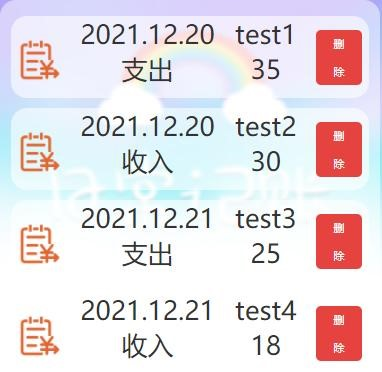 2021.12.20 test1
支出 35
删
除
2021.12.20 test2
收入 30
删
除
2021.12.21 test3
支出 25
删
除
2021.12.21 test4
收入 18
删
除